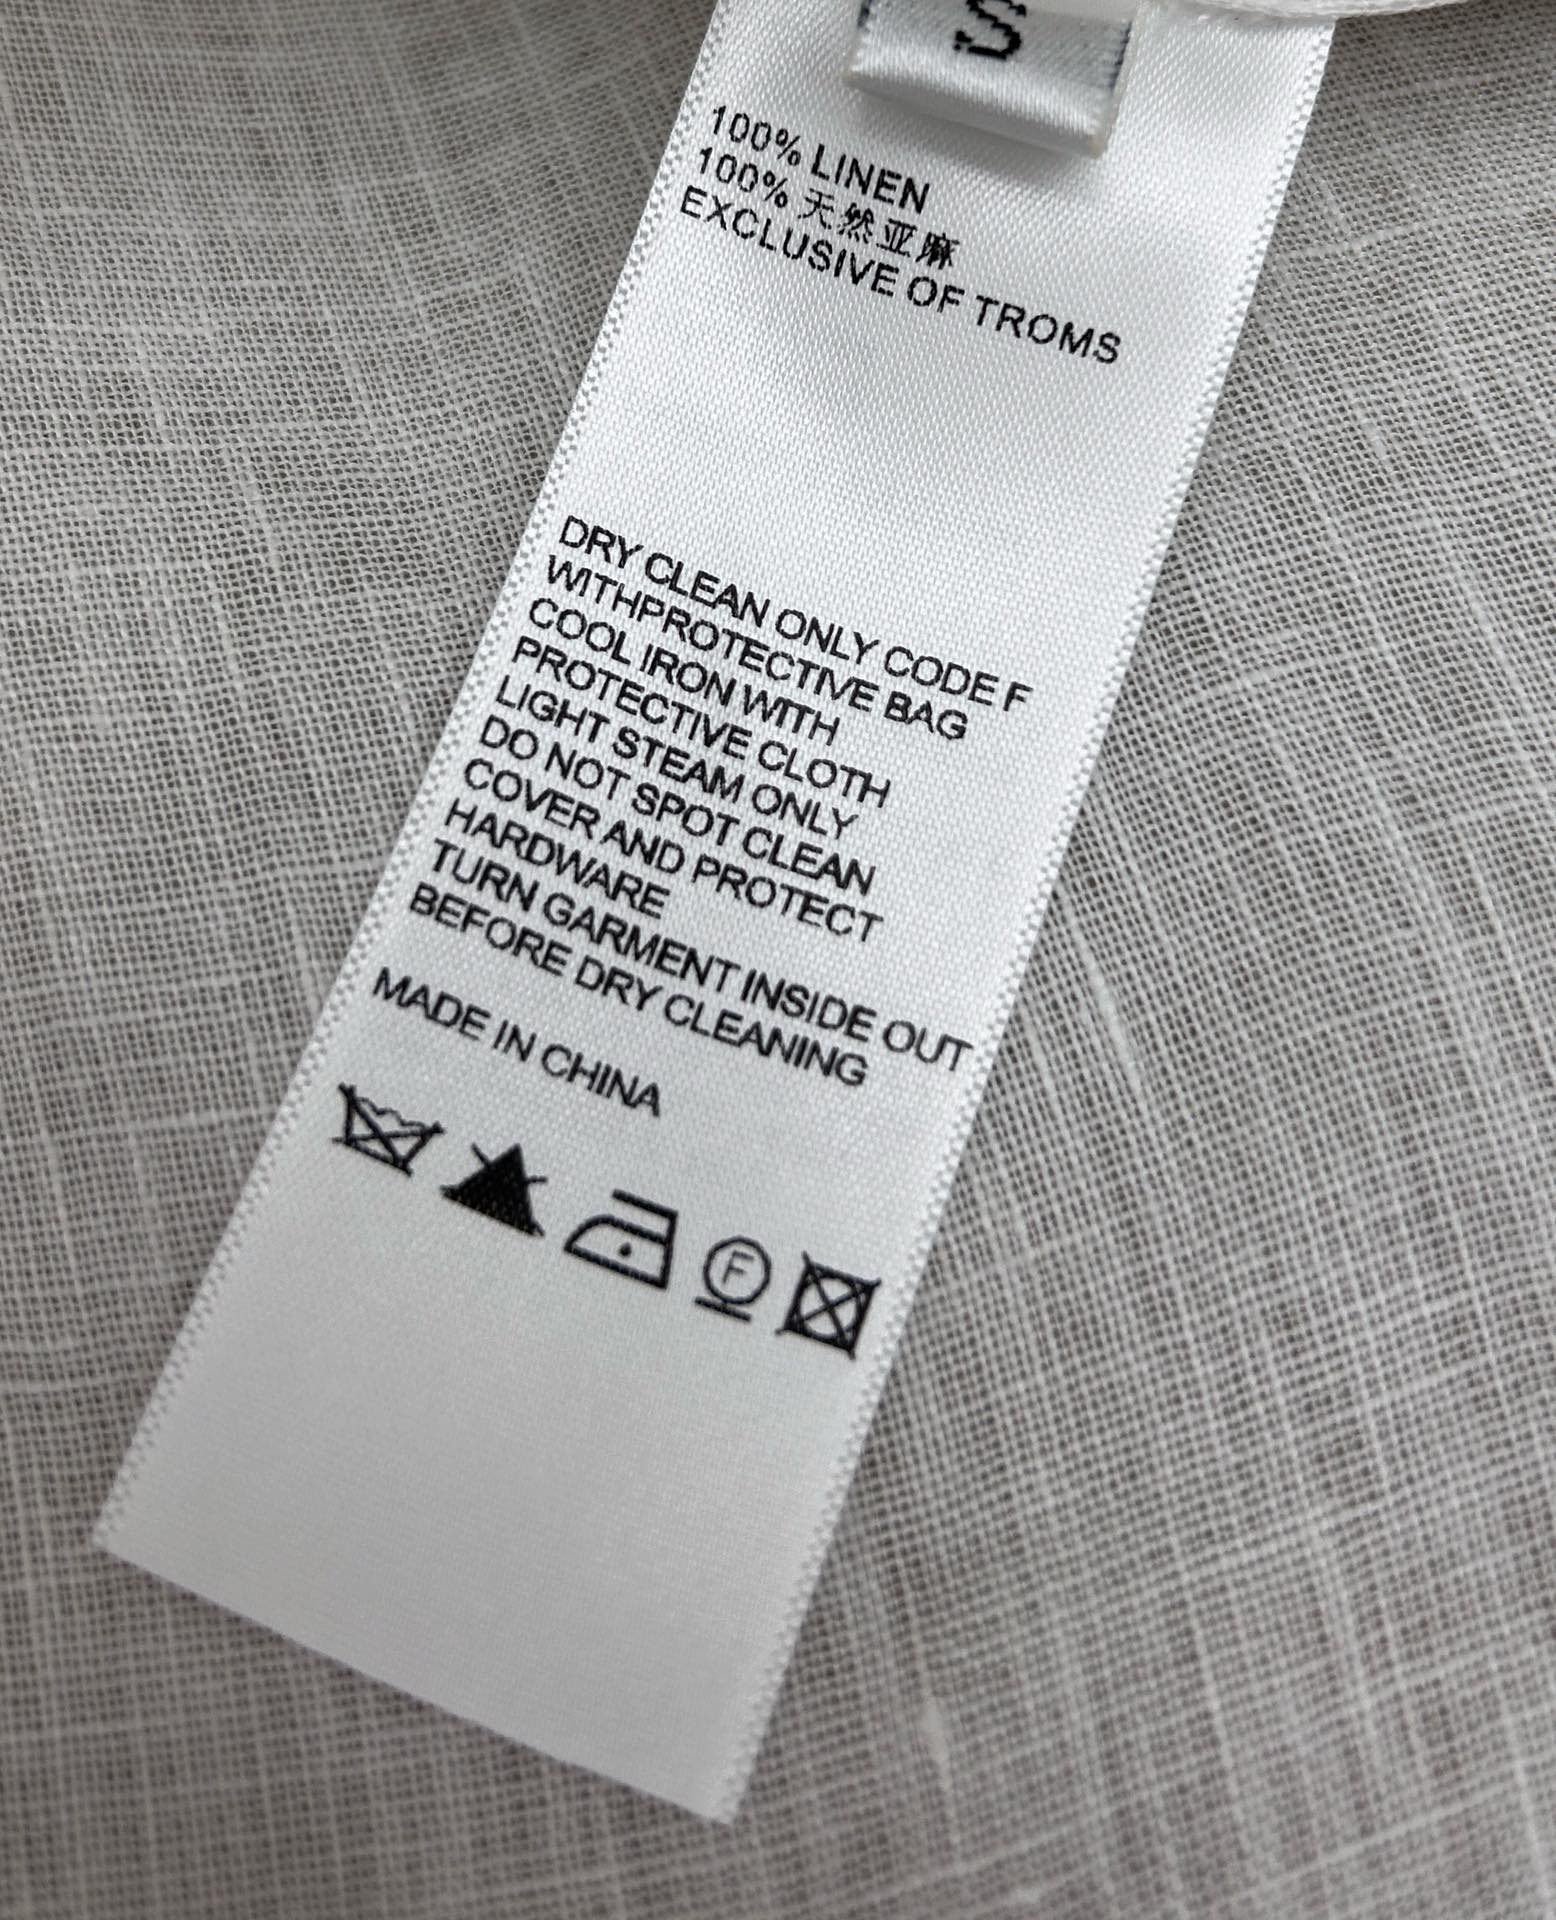 S
100% LINEN
100% 天然亚麻
EXCLUSIVE OF TROMS
DRY CLEAN ONLY CODE F
WITHPROTECTIVE BAG
COOL IRON WITH
PROTECTIVE CLOTH
LIGHT STEAM ONLY
DO NOT SPOT CLEAN
COVER AND PROTECT
HARDWARE
TURN GARMENT INSIDE OUT
BEFORE DRY CLEANING
MADE IN CHINA
F